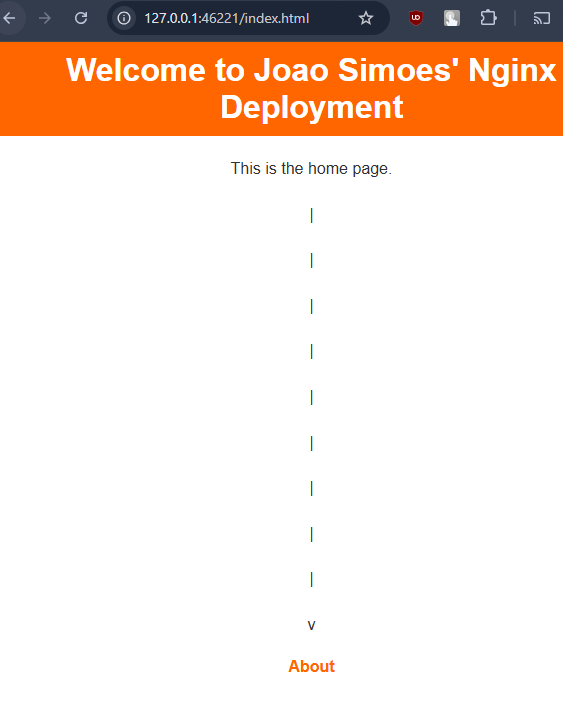 127.0.0.1:46221/index.html
Welcome to Joao Simoes' Nginx
Deployment
This is the home page.
|
|
|
|
|
|
|
|
|
v
About